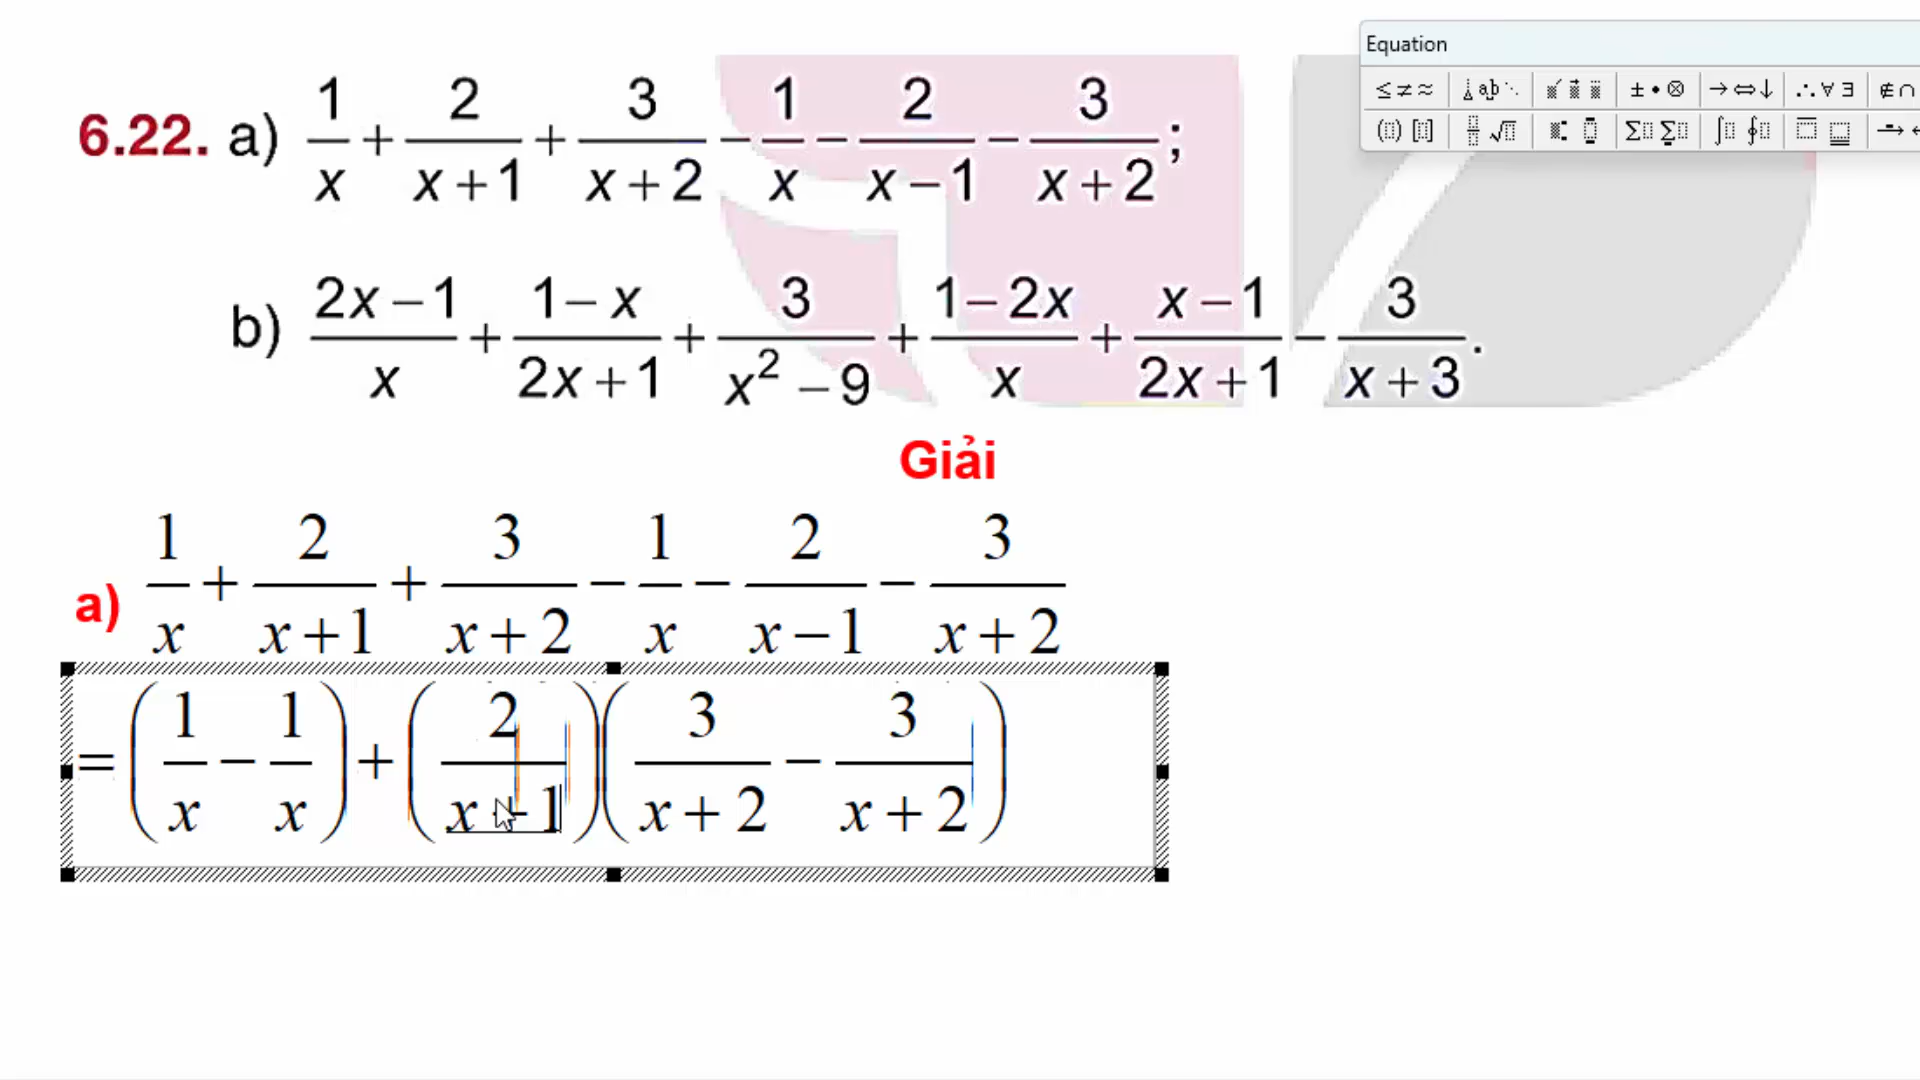 Equation
6.22. a) 1/x + 2/(x+1) + 3/(x+2) − 1/x − 2/(x−1) − 3/(x+2);
b) (2x−1)/x + (1−x)/(2x+1) + 3/(x²−9) + (1−2x)/x + (x−1)/(2x+1) − 3/(x+3).
Giải
a) 1/x + 2/(x+1) + 3/(x+2) − 1/x − 2/(x−1) − 3/(x+2)
= (1/x − 1/x) + (2/(x+1))(3/(x+2) − 3/(x+2))